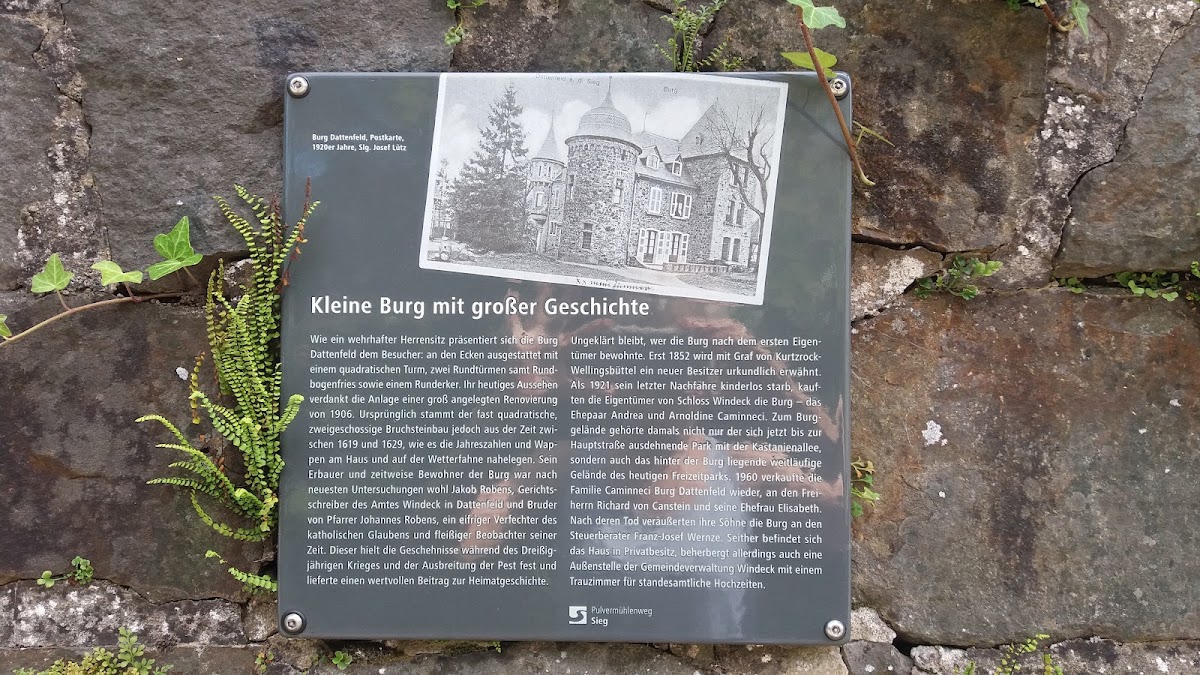 Burg Dattenfeld, Postkarte,
1920er Jahre, Slg. Josef Lütz
Dattenfeld a. d. Sieg
Burg
Kleine Burg mit großer Geschichte
Wie ein wehrhafter Herrensitz präsentiert sich die Burg
Dattenfeld dem Besucher: an den Ecken ausgestattet mit
einem quadratischen Turm, zwei Rundtürmen samt Rund-
bogenfries sowie einem Runderker. Ihr heutiges Aussehen
verdankt die Anlage einer groß angelegten Renovierung
von 1906. Ursprünglich stammt der fast quadratische,
zweigeschossige Bruchsteinbau jedoch aus der Zeit zwi-
schen 1619 und 1629, wie es die Jahreszahlen und Wap-
pen am Haus und auf der Wetterfahne nahelegen. Sein
Erbauer und zeitweise Bewohner der Burg war nach
neuesten Untersuchungen wohl Jakob Robens, Gerichts-
schreiber des Amtes Windeck in Dattenfeld und Bruder
von Pfarrer Johannes Robens, ein eifriger Verfechter des
katholischen Glaubens und fleißiger Beobachter seiner
Zeit. Dieser hielt die Geschehnisse während des Dreißig-
jährigen Krieges und der Ausbreitung der Pest fest und
lieferte einen wertvollen Beitrag zur Heimatgeschichte.
Ungeklärt bleibt, wer die Burg nach dem ersten Eigen-
tümer bewohnte. Erst 1852 wird mit Graf von Kurtzrock-
Wellingsbüttel ein neuer Besitzer urkundlich erwähnt.
Als 1921 sein letzter Nachfahre kinderlos starb, kauf-
ten die Eigentümer von Schloss Windeck die Burg – das
Ehepaar Andrea und Arnoldine Caminneci. Zum Burg-
gelände gehörte damals nicht nur der sich jetzt bis zur
Hauptstraße ausdehnende Park mit der Kastanienallee,
sondern auch das hinter der Burg liegende weitläufige
Gelände des heutigen Freizeitparks. 1960 verkaufte die
Familie Caminneci Burg Dattenfeld wieder, an den Frei-
herrn Richard von Canstein und seine Ehefrau Elisabeth.
Nach deren Tod veräußerten ihre Söhne die Burg an den
Steuerberater Franz-Josef Wernze. Seither befindet sich
das Haus in Privatbesitz, beherbergt allerdings auch eine
Außenstelle der Gemeindeverwaltung Windeck mit einem
Trauzimmer für standesamtliche Hochzeiten.
Pulvermühlenweg
Sieg